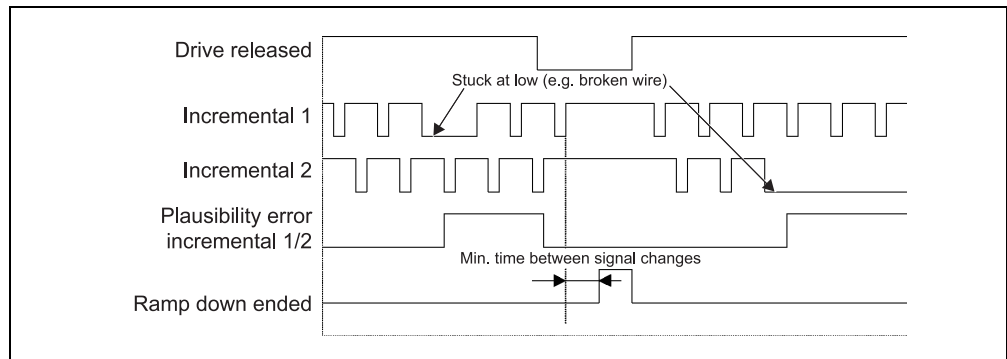 Drive released
Stuck at low (e.g. broken wire)
Incremental 1
Incremental 2
Plausibility error
incremental 1/2
Min. time between signal changes
Ramp down ended